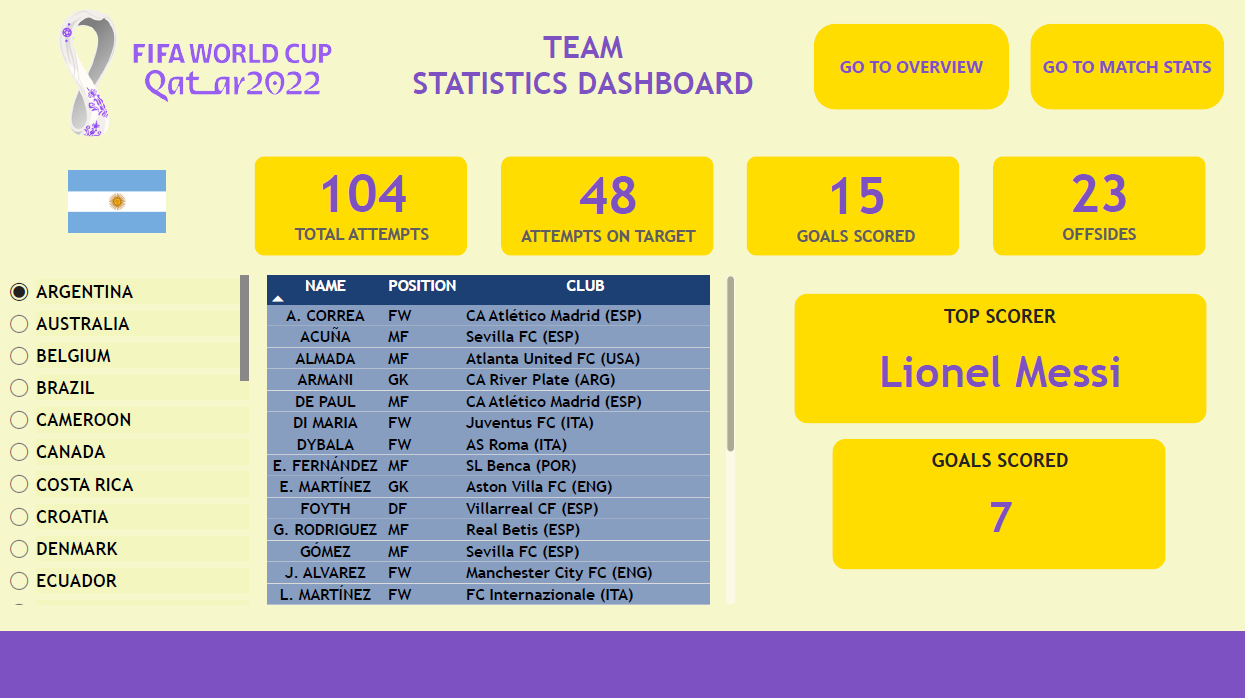 FIFA WORLD CUP
Qatar2022
TEAM
STATISTICS DASHBOARD
GO TO OVERVIEW
GO TO MATCH STATS
104
TOTAL ATTEMPTS
48
ATTEMPTS ON TARGET
15
GOALS SCORED
23
OFFSIDES
ARGENTINA
AUSTRALIA
BELGIUM
BRAZIL
CAMEROON
CANADA
COSTA RICA
CROATIA
DENMARK
ECUADOR
NAME POSITION CLUB
A. CORREA FW CA Atlético Madrid (ESP)
ACUÑA MF Sevilla FC (ESP)
ALMADA MF Atlanta United FC (USA)
ARMANI GK CA River Plate (ARG)
DE PAUL MF CA Atlético Madrid (ESP)
DI MARIA FW Juventus FC (ITA)
DYBALA FW AS Roma (ITA)
E. FERNÁNDEZ MF SL Benca (POR)
E. MARTÍNEZ GK Aston Villa FC (ENG)
FOYTH DF Villarreal CF (ESP)
G. RODRIGUEZ MF Real Betis (ESP)
GÓMEZ MF Sevilla FC (ESP)
J. ALVAREZ FW Manchester City FC (ENG)
L. MARTÍNEZ FW FC Internazionale (ITA)
TOP SCORER
Lionel Messi
GOALS SCORED
7